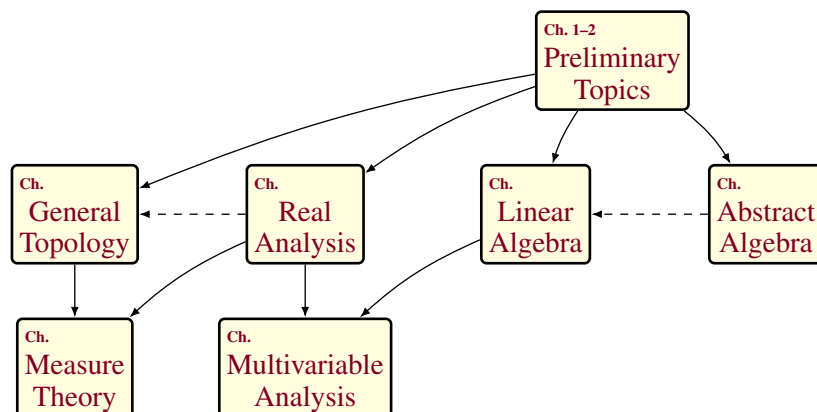 Ch. 1–2
Preliminary
Topics
Ch.
General
Topology
Ch.
Real
Analysis
Ch.
Linear
Algebra
Ch.
Abstract
Algebra
Ch.
Measure
Theory
Ch.
Multivariable
Analysis